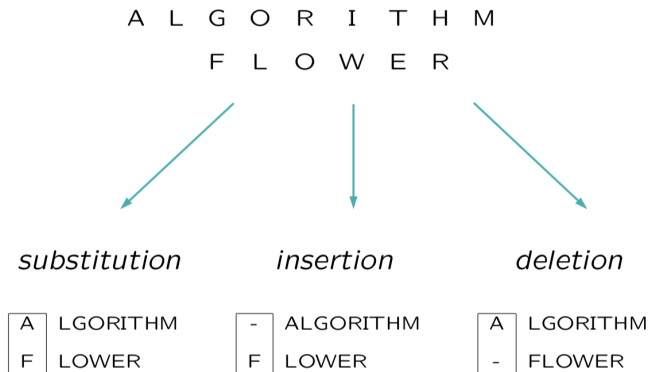 A L G O R I T H M
F L O W E R
substitution insertion deletion
A LGORITHM - ALGORITHM A LGORITHM
F LOWER F LOWER - FLOWER